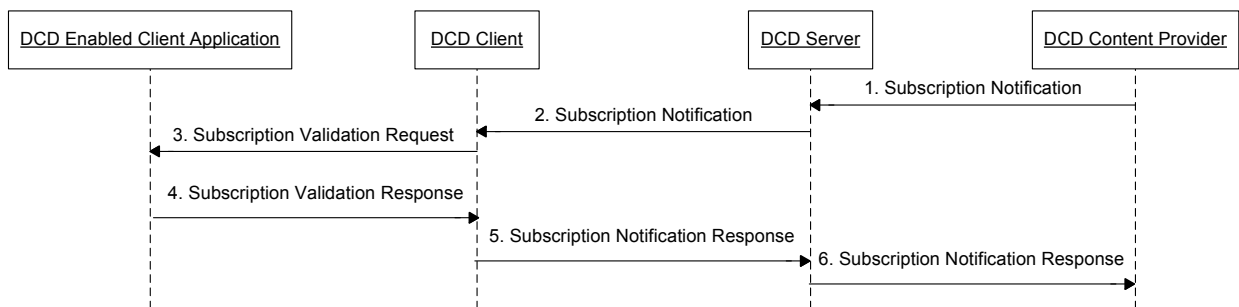 DCD Enabled Client Application
DCD Client
DCD Server
DCD Content Provider
1. Subscription Notification
2. Subscription Notification
3. Subscription Validation Request
4. Subscription Validation Response
5. Subscription Notification Response
6. Subscription Notification Response